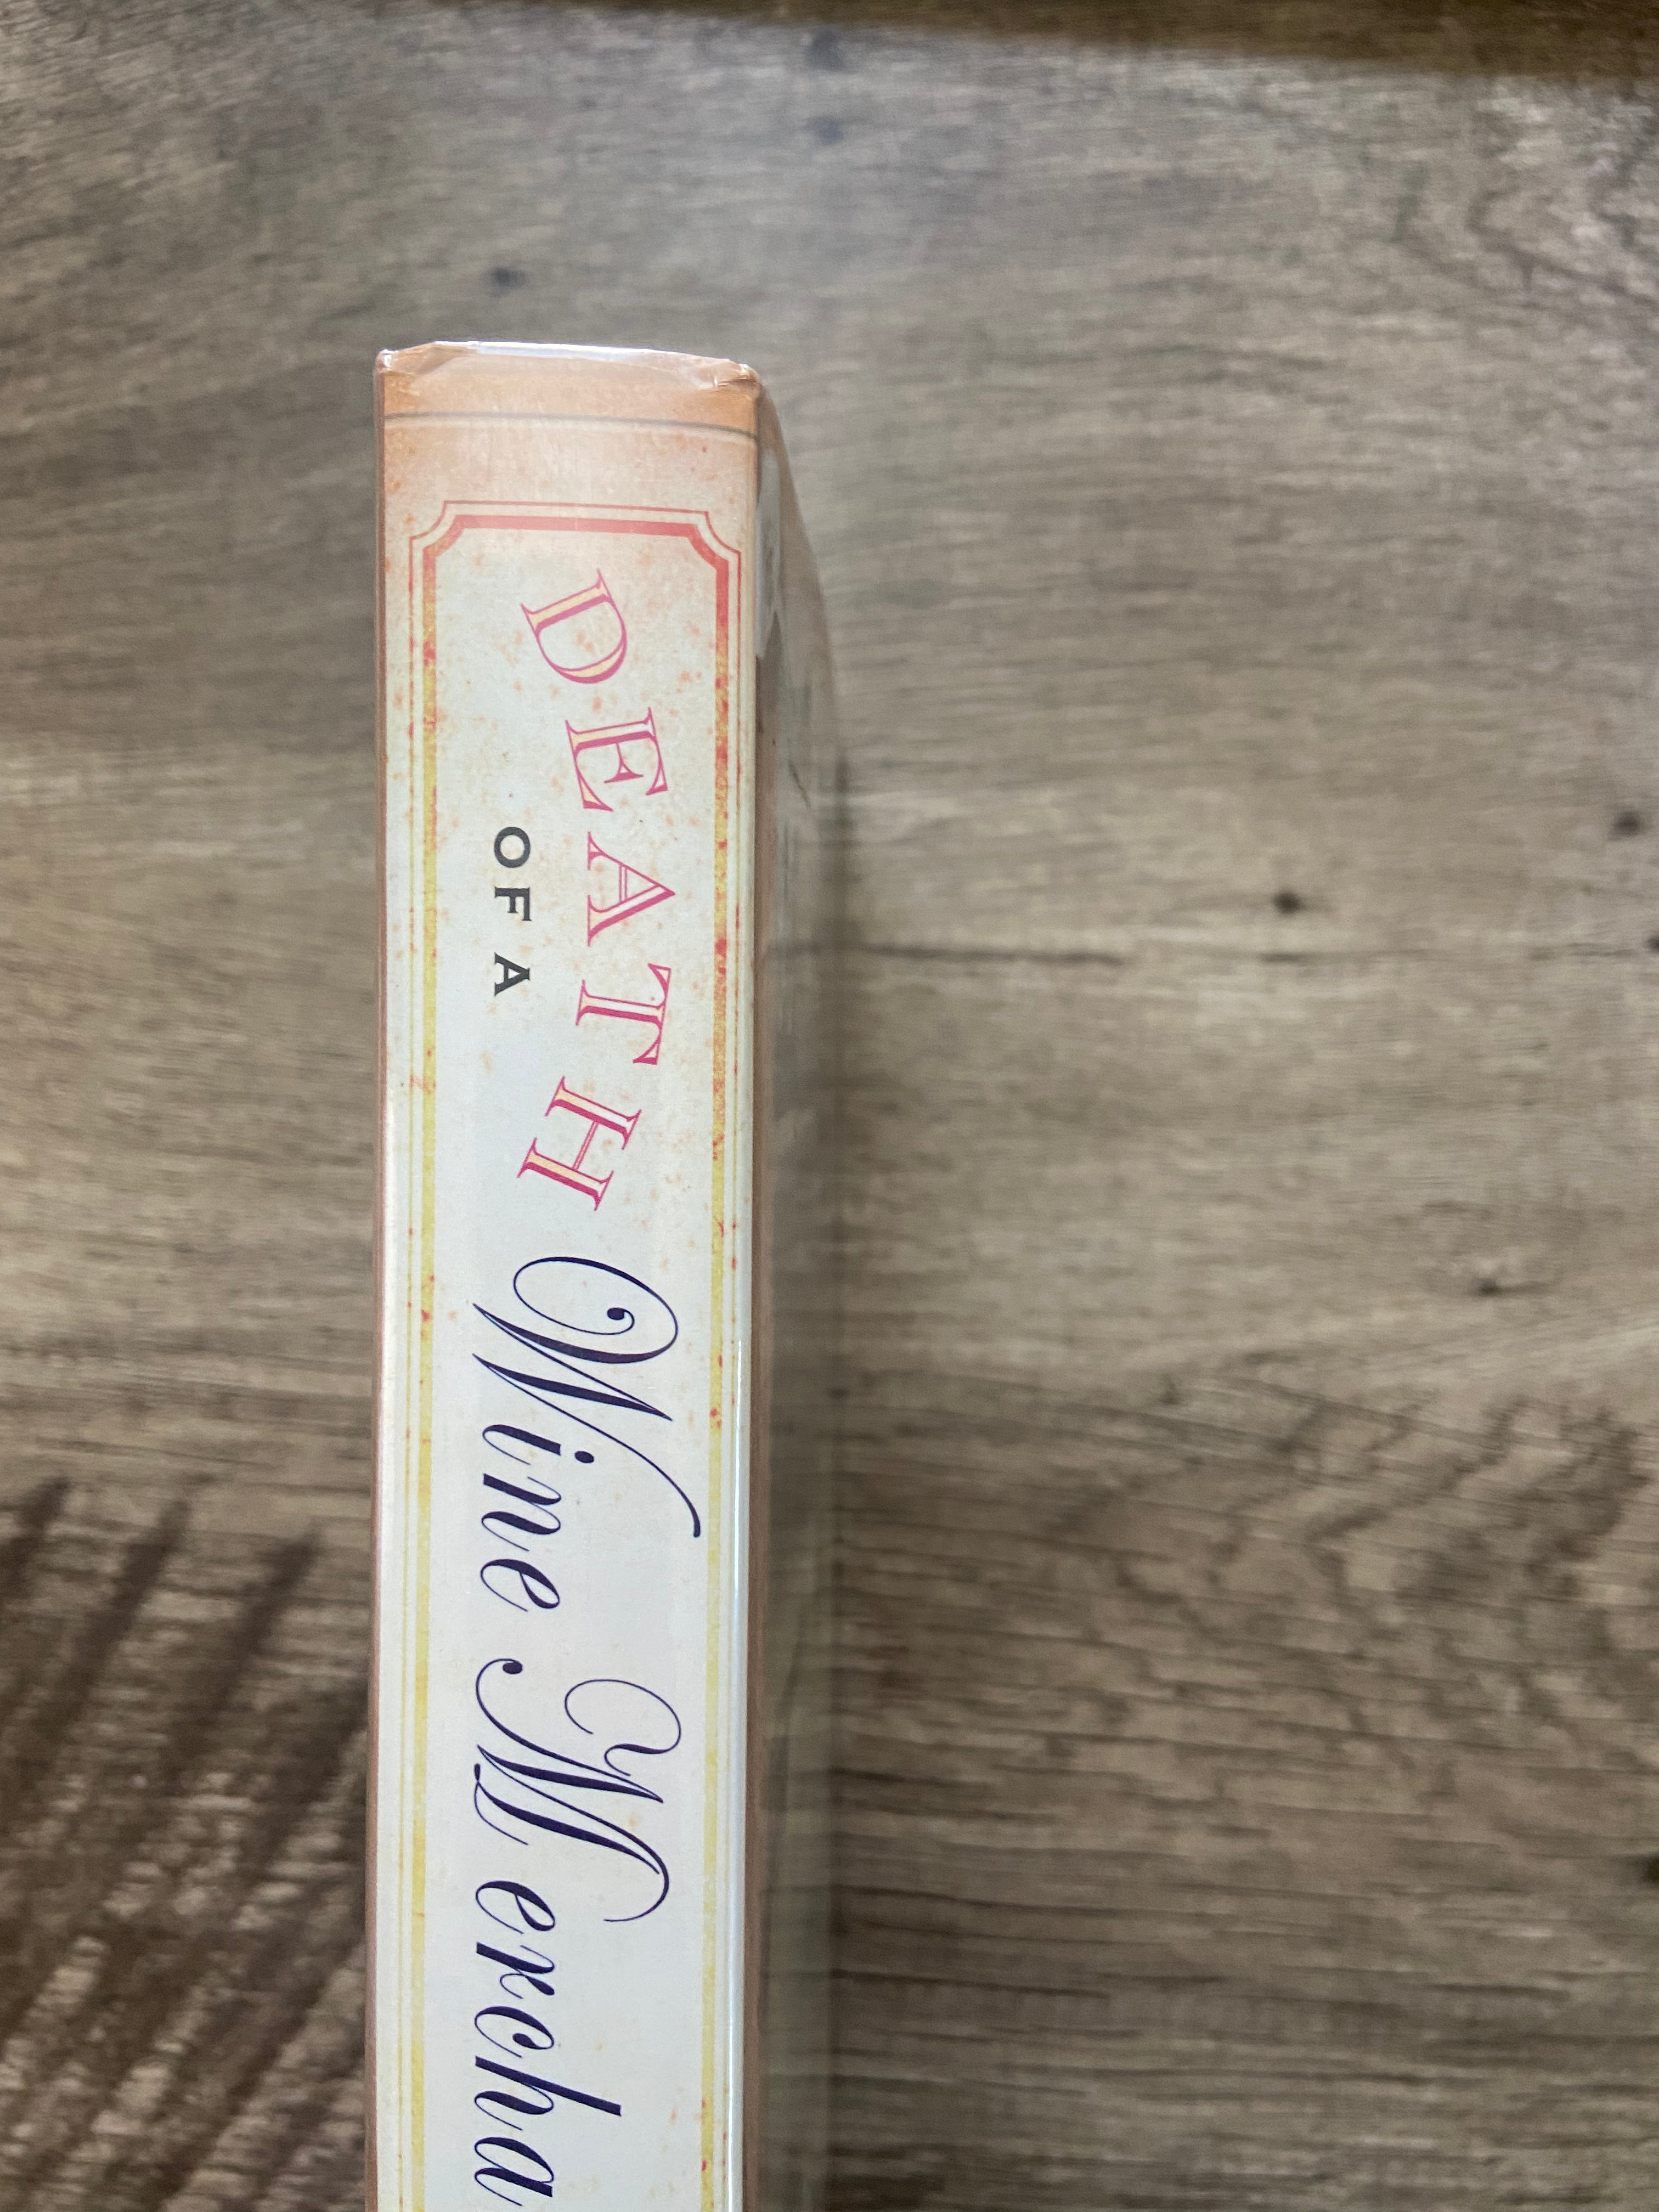 DEATH
OF A
Wine Mercha